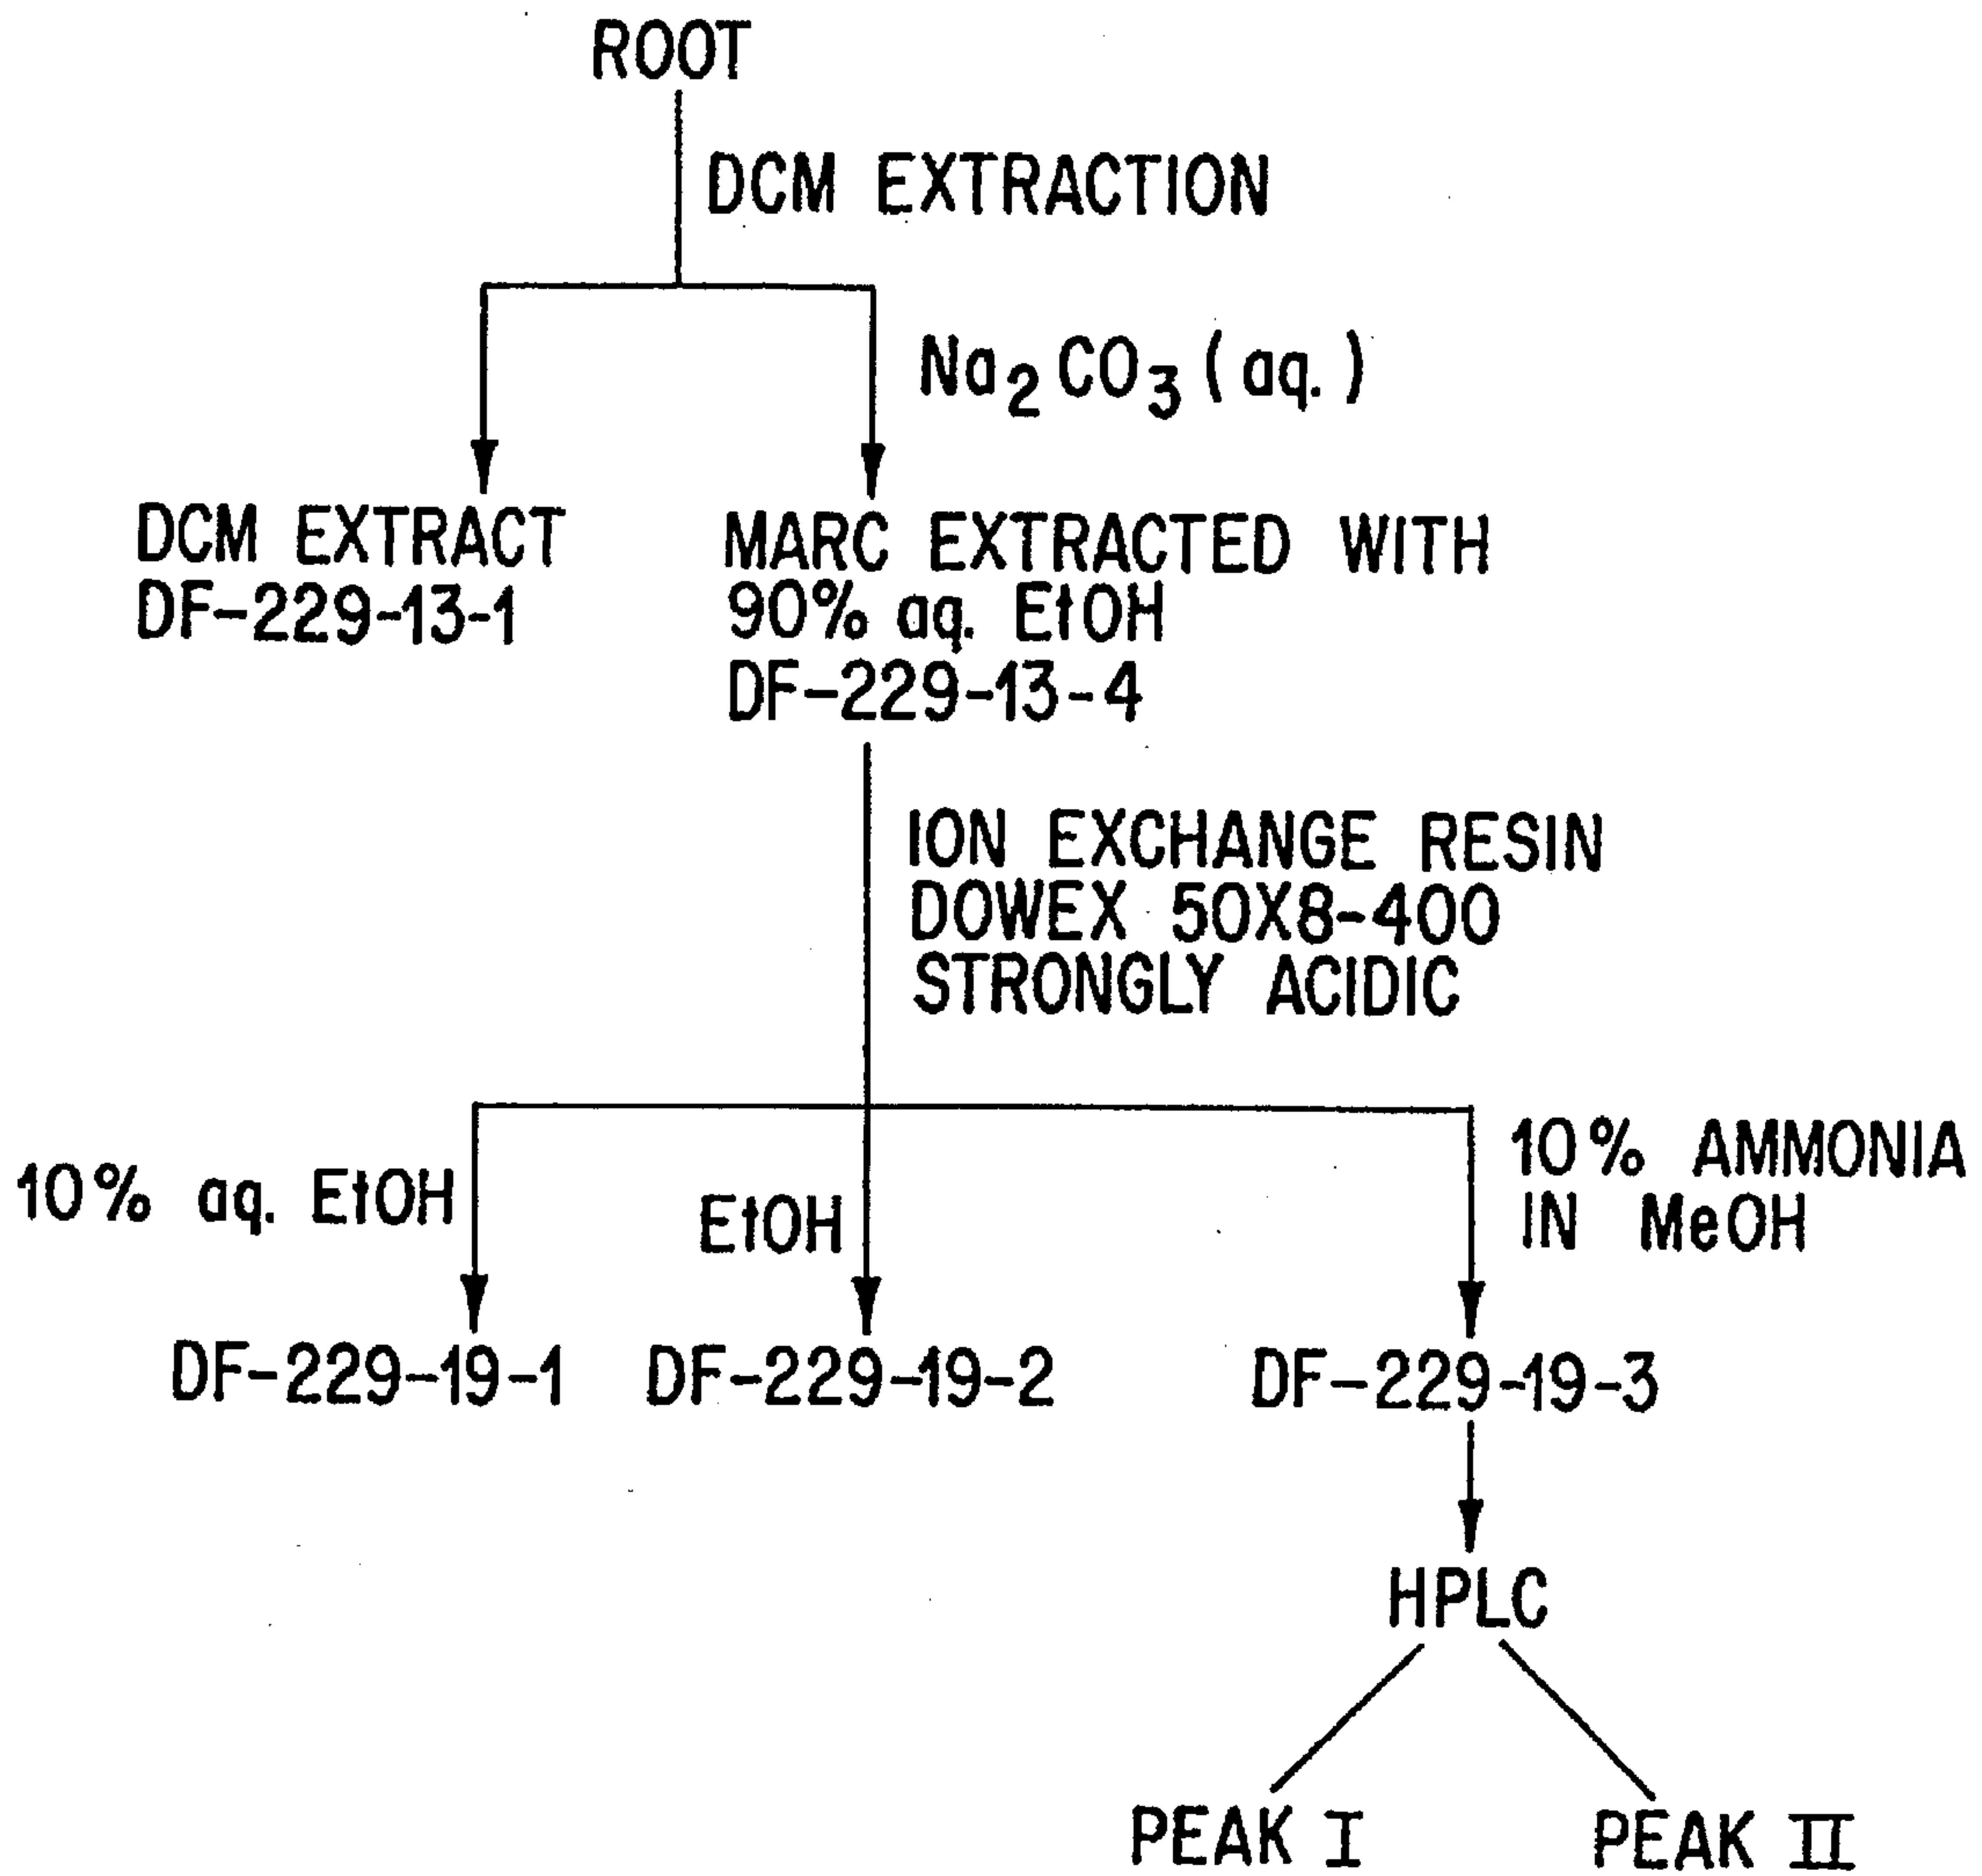 ROOT
DCM EXTRACTION
Na₂CO₃ (aq.)
DCM EXTRACT
DF-229-13-1
MARC EXTRACTED WITH
90% aq. EtOH
DF-229-13-4
ION EXCHANGE RESIN
DOWEX 50X8-400
STRONGLY ACIDIC
10% aq. EtOH
EtOH
10% AMMONIA
IN MeOH
DF-229-19-1
DF-229-19-2
DF-229-19-3
HPLC
PEAK I
PEAK II